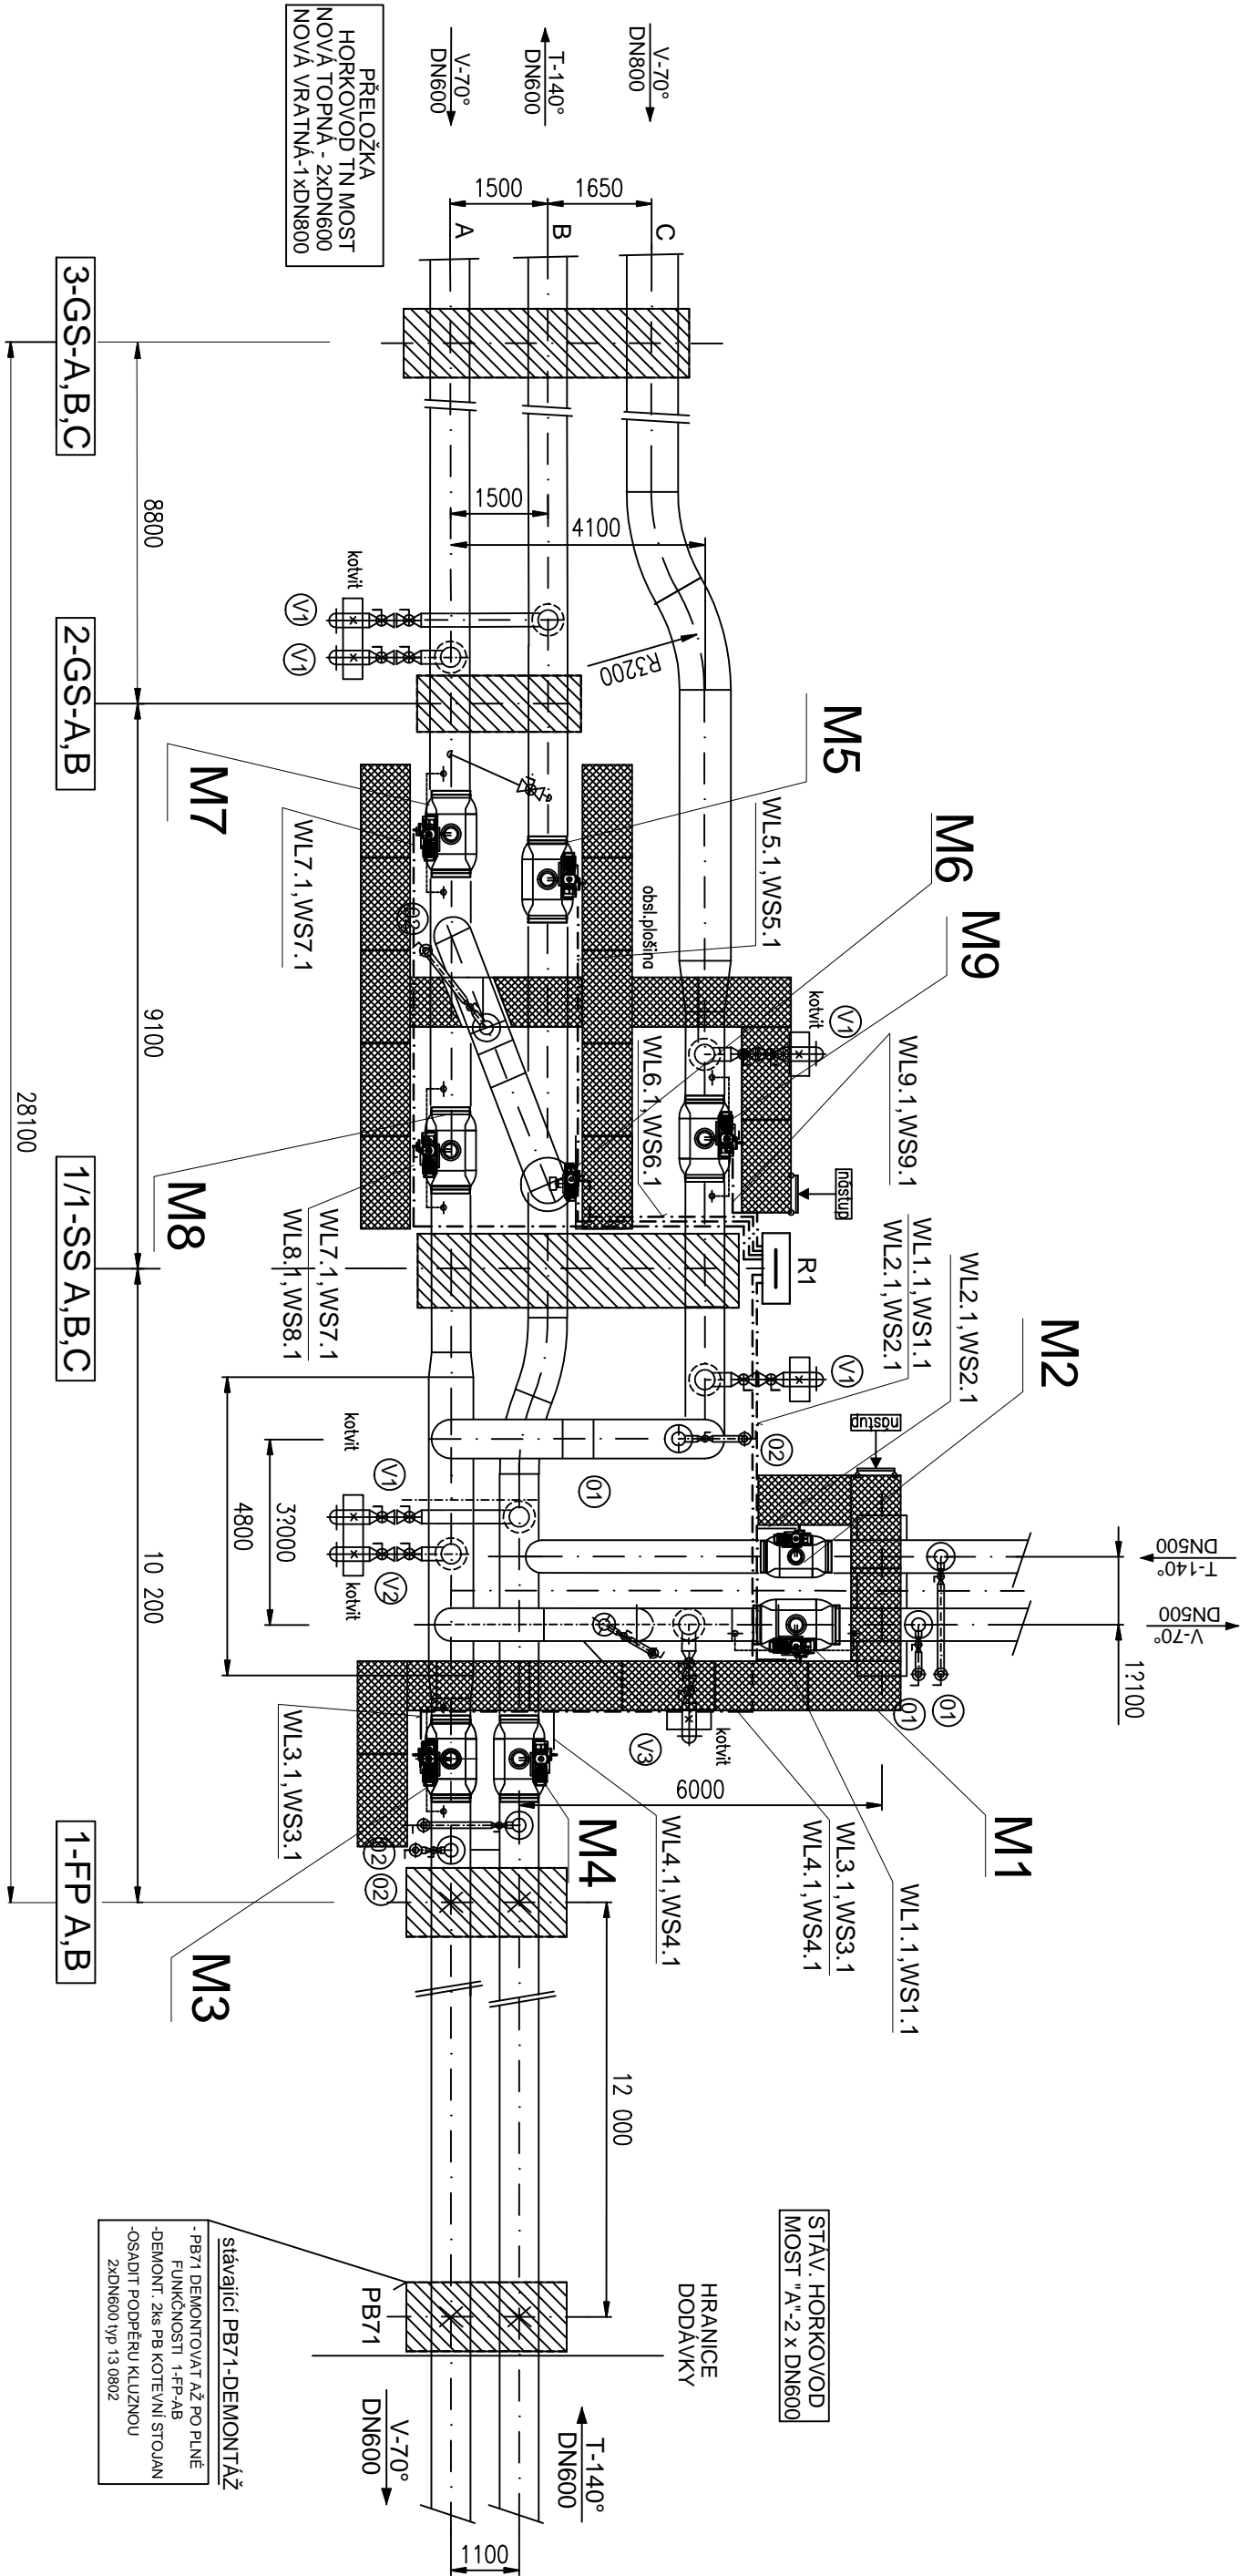 PŘELOŽKA
HORKOVOD TN MOST
NOVÁ TOPNÁ - 2xDN600
NOVÁ VRATNÁ-1xDN800
V-70°
DN600
T-140°
DN600
V-70°
DN800
1500
1650
A
B
C
3-GS-A,B,C
8800
1500
4100
kotvit
V1
V1
R3200
2-GS-A,B
9100
28100
M7
WL7.1,WS7.1
M5
WL5.1,WS5.1
obsl.plošina
M6
M9
kotvit
V1
WL6.1,WS6.1
WL9.1,WS9.1
nástup
02
M8
WL7.1,WS7.1
WL8.1,WS8.1
1/1-SS A,B,C
R1
WL1.1,WS1.1
WL2.1,WS2.1
WL2.1,WS2.1
M2
V1
nástup
02
01
4800
3?000
10 200
kotvit
V1
V2
kotvit
T-140°
DN500
V-70°
DN500
1?100
01
01
kotvit
V3
6000
M1
WL1.1,WS1.1
WL3.1,WS3.1
WL4.1,WS4.1
WL4.1,WS4.1
M4
WL3.1,WS3.1
02
02
M3
1-FP A,B
12 000
STÁV. HORKOVOD
MOST "A"-2 x DN600
HRANICE
DODÁVKY
PB71
stávající PB71-DEMONTÁŽ
- PB71 DEMONTOVAT AŽ PO PLNÉ
FUNKČNOSTI 1-FP-AB
-DEMONT. 2ks PB KOTEVNÍ STOJAN
-OSADIT PODPĚRU KLUZNOU
2xDN600 typ 13 0802
V-70°
DN600
T-140°
DN600
1100